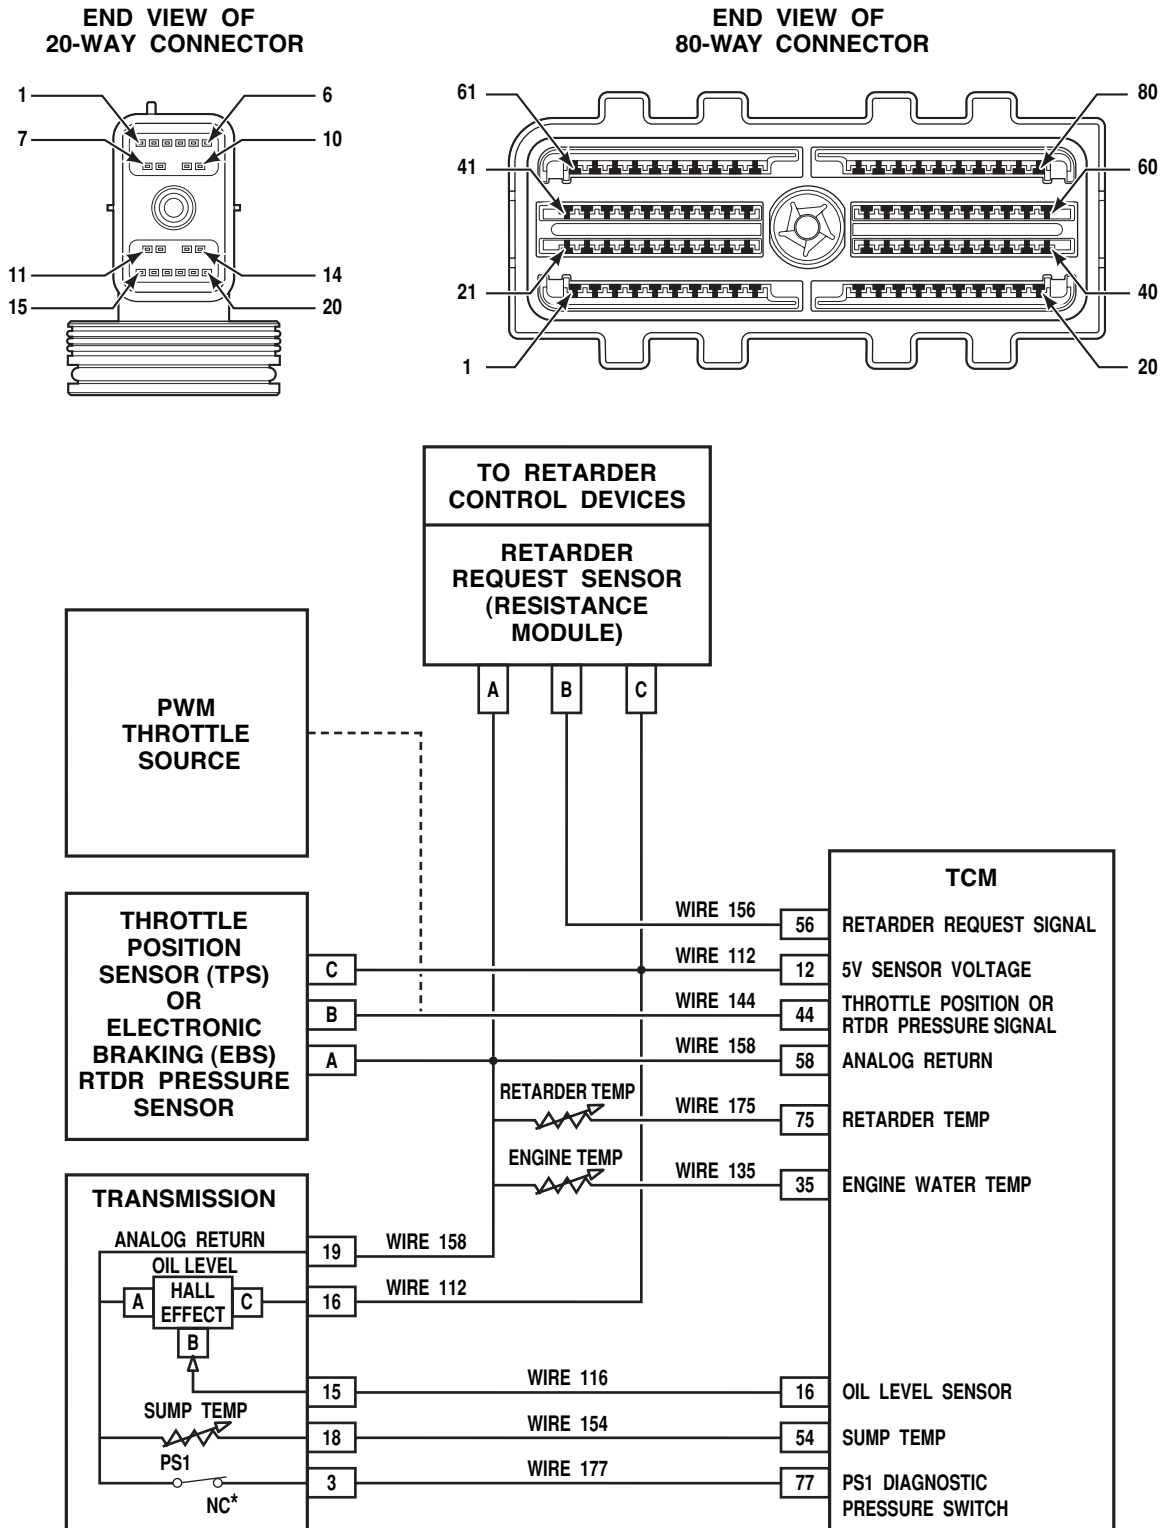 END VIEW OF
20-WAY CONNECTOR
1
6
7
10
11
14
15
20
END VIEW OF
80-WAY CONNECTOR
61
80
41
60
21
40
1
20
TO RETARDER
CONTROL DEVICES
RETARDER
REQUEST SENSOR
(RESISTANCE
MODULE)
A
B
C
PWM
THROTTLE
SOURCE
THROTTLE
POSITION
SENSOR (TPS)
OR
ELECTRONIC
BRAKING (EBS)
RTDR PRESSURE
SENSOR
C
B
A
TCM
WIRE 156
56
RETARDER REQUEST SIGNAL
WIRE 112
12
5V SENSOR VOLTAGE
WIRE 144
44
THROTTLE POSITION OR
RTDR PRESSURE SIGNAL
WIRE 158
58
ANALOG RETURN
RETARDER TEMP
WIRE 175
75
RETARDER TEMP
ENGINE TEMP
WIRE 135
35
ENGINE WATER TEMP
TRANSMISSION
ANALOG RETURN
19
WIRE 158
OIL LEVEL
A
HALL
EFFECT
C
16
WIRE 112
B
15
WIRE 116
16
OIL LEVEL SENSOR
SUMP TEMP
18
WIRE 154
54
SUMP TEMP
PS1
NC*
3
WIRE 177
77
PS1 DIAGNOSTIC
PRESSURE SWITCH